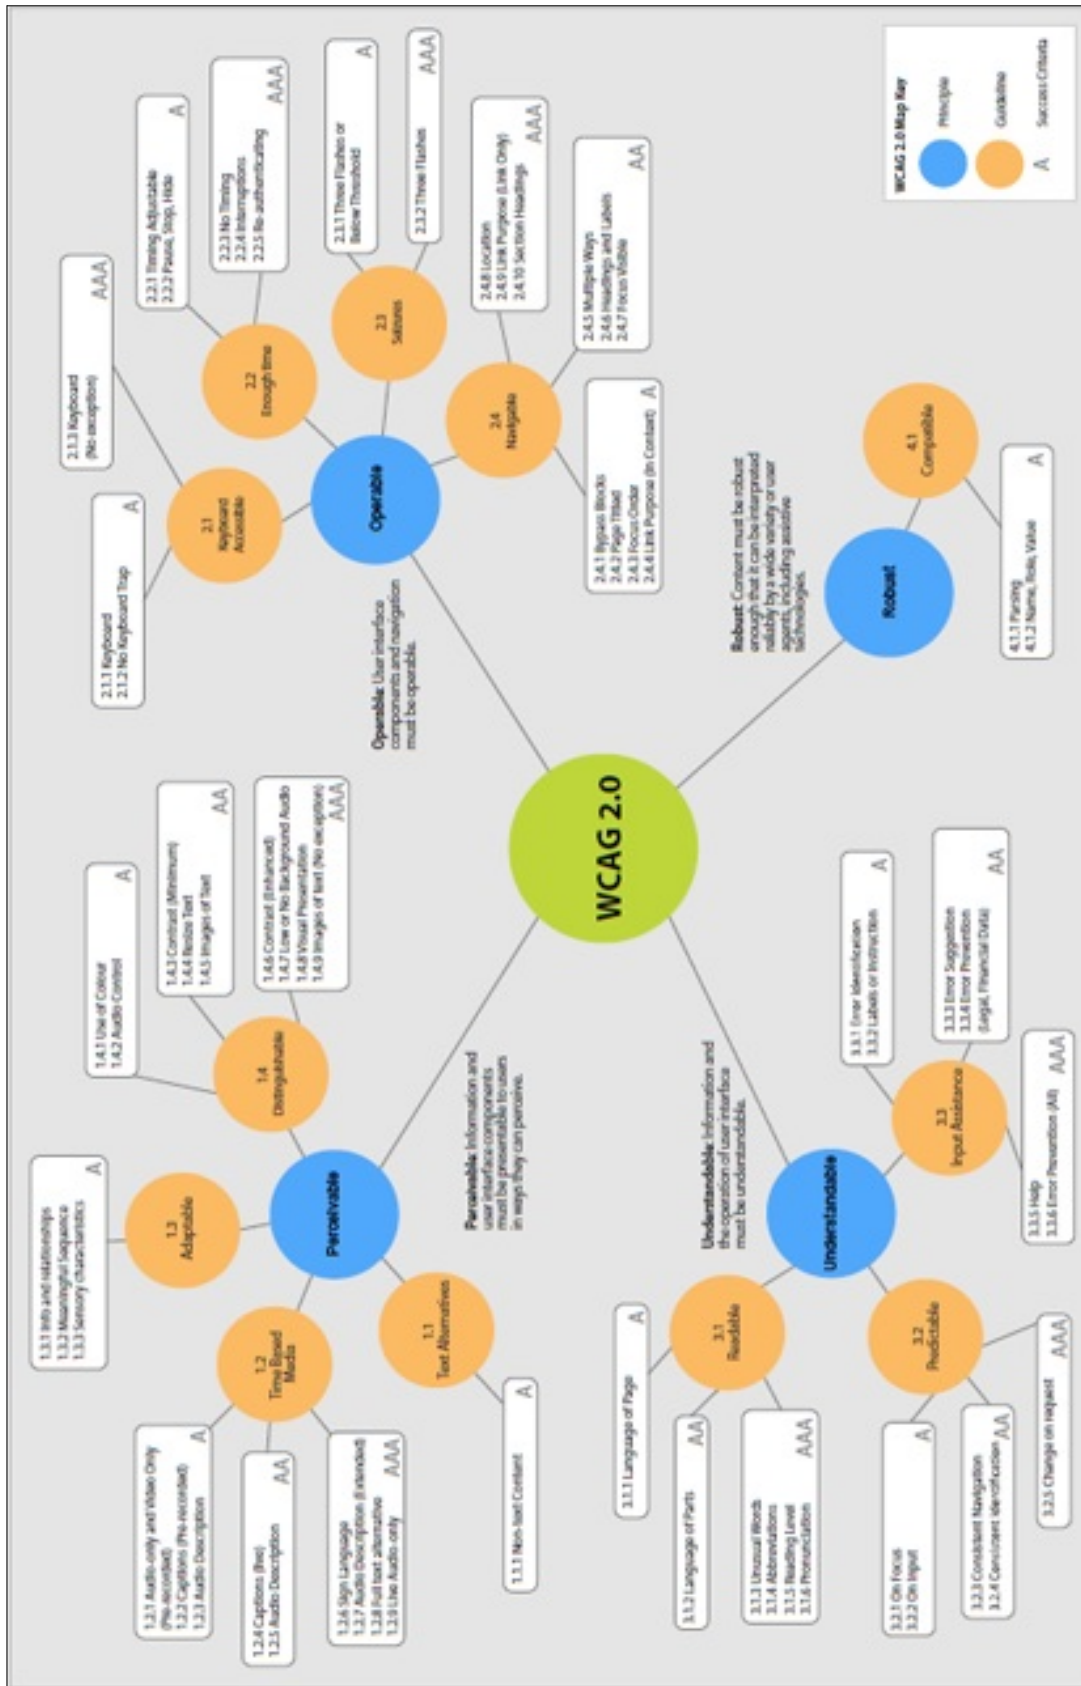 WCAG 2.0
Perceivable
Perceivable: Information and
user interface components
must be presentable to users
in ways they can perceive.
1.1
Text Alternatives
1.1.1 Non-text Content
A
1.2
Time Based
Media
1.2.1 Audio-only and Video Only
(Pre-recorded)
1.2.2 Captions (Pre-recorded)
1.2.3 Audio Description
A
1.2.4 Captions (live)
1.2.5 Audio Description
AA
1.2.6 Sign Language
1.2.7 Audio Description (Extended)
1.2.8 Full text alternative
1.2.9 Live Audio-only
AAA
1.3
Adaptable
1.3.1 Info and relationships
1.3.2 Meaningful Sequence
1.3.3 Sensory characteristics
A
1.4
Distinguishable
1.4.1 Use of Colour
1.4.2 Audio Control
A
1.4.3 Contrast (Minimum)
1.4.4 Resize Text
1.4.5 Images of Text
AA
1.4.6 Contrast (Enhanced)
1.4.7 Low or No Background Audio
1.4.8 Visual Presentation
1.4.9 Images of text (No exception)
AAA
Operable
Operable: User interface
components and navigation
must be operable.
2.1
Keyboard
Accessible
2.1.1 Keyboard
2.1.2 No Keyboard Trap
A
2.1.3 Keyboard
(No exception)
AAA
2.2
Enough time
2.2.1 Timing Adjustable
2.2.2 Pause, Stop, Hide
A
2.2.3 No Timing
2.2.4 Interruptions
2.2.5 Re-authenticating
AAA
2.3
Seizures
2.3.1 Three Flashes or
Below Threshold
A
2.3.2 Three Flashes
AAA
2.4
Navigable
2.4.8 Location
2.4.9 Link Purpose (Link Only)
2.4.10 Section Headings
AAA
2.4.5 Multiple Ways
2.4.6 Headings and Labels
2.4.7 Focus Visible
AA
2.4.1 Bypass Blocks
2.4.2 Page Titled
2.4.3 Focus Order
2.4.4 Link Purpose (In Context)
A
Understandable
Understandable: Information and
the operation of user interface
must be understandable.
3.1
Readable
3.1.1 Language of Page
A
3.1.2 Language of Parts
AA
3.1.3 Unusual Words
3.1.4 Abbreviations
3.1.5 Reading Level
3.1.6 Pronunciation
AAA
3.2
Predictable
3.2.1 On Focus
3.2.2 On Input
A
3.2.3 Consistent Navigation
3.2.4 Consistent Identification
AA
3.2.5 Change on request
AAA
3.3
Input Assistance
3.3.1 Error Identification
3.3.2 Labels or Instruction
A
3.3.3 Error Suggestion
3.3.4 Error Prevention
(Legal, Financial Data)
AA
3.3.5 Help
3.3.6 Error Prevention (All)
AAA
Robust
Robust: Content must be robust
enough that it can be interpreted
reliably by a wide variety or user
agents, including assistive
technologies.
4.1
Compatible
4.1.1 Parsing
4.1.2 Name, Role, Value
A
WCAG 2.0 Map Key
Principle
Guideline
A
Success Criteria